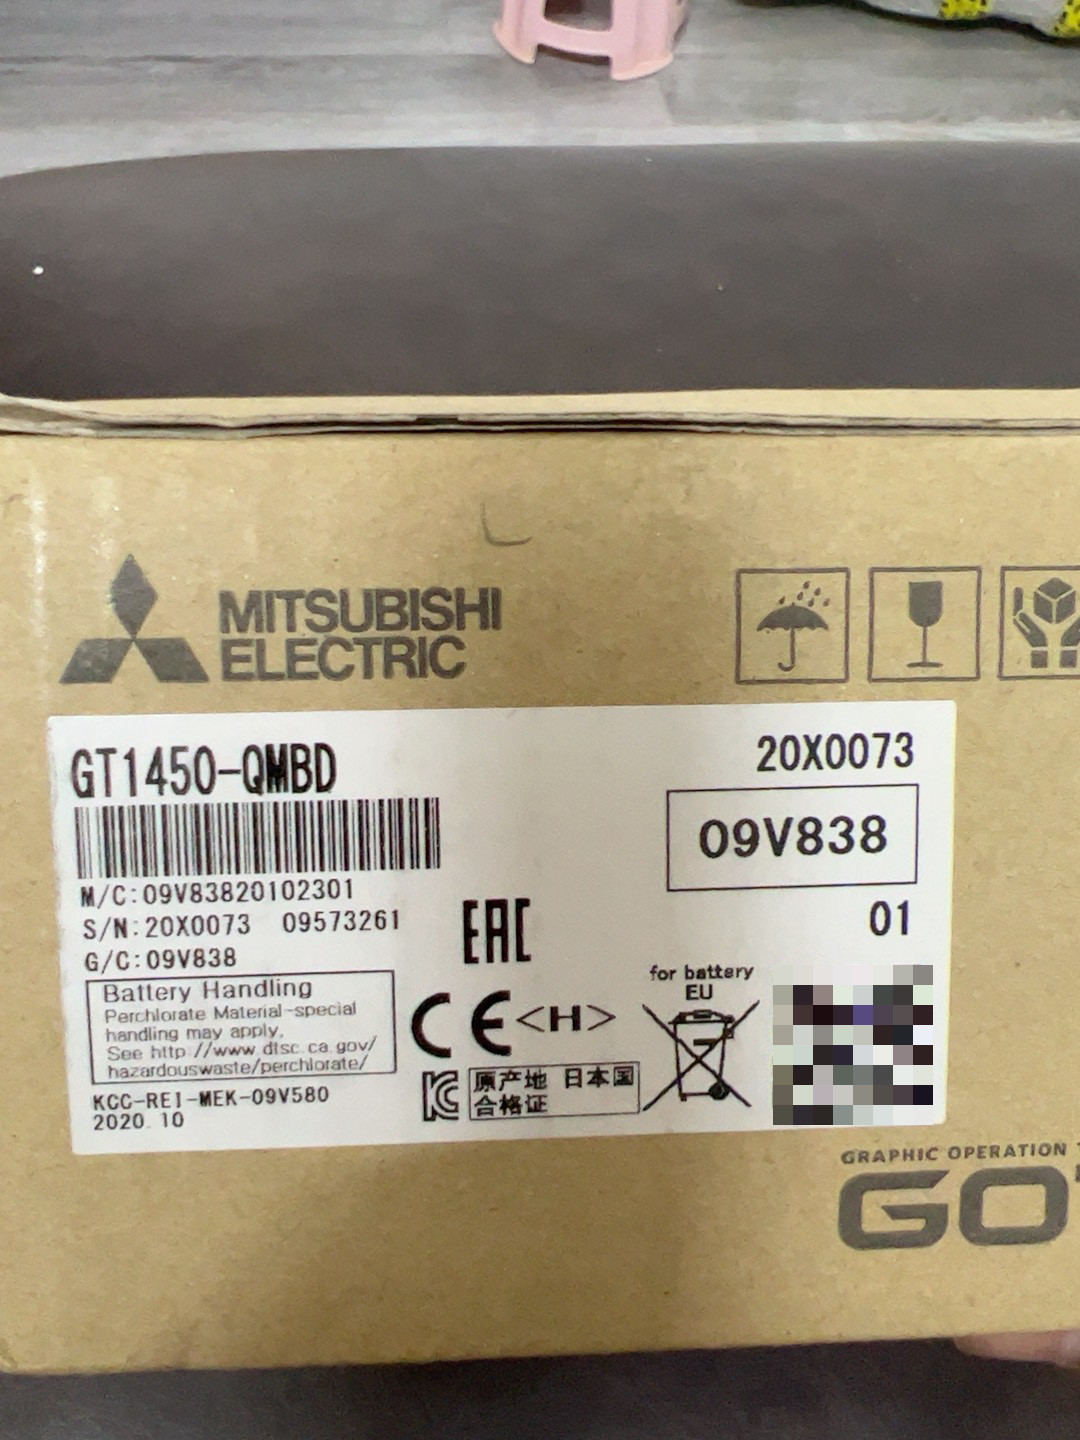 MITSUBISHI
ELECTRIC
GT1450-QMBD
20X0073
09V838
M/C:09V83820102301
S/N:20X0073 09573261
G/C:09V838
01
EAC
Battery Handling
Perchlorate Material-special
handling may apply,
See http://www.dtsc.ca.gov/
hazardouswaste/perchlorate/
CE<H>
for battery
EU
KCC-REI-MEK-09V580
2020.10
原产地 日本国
合格证
GRAPHIC OPERATION
GO